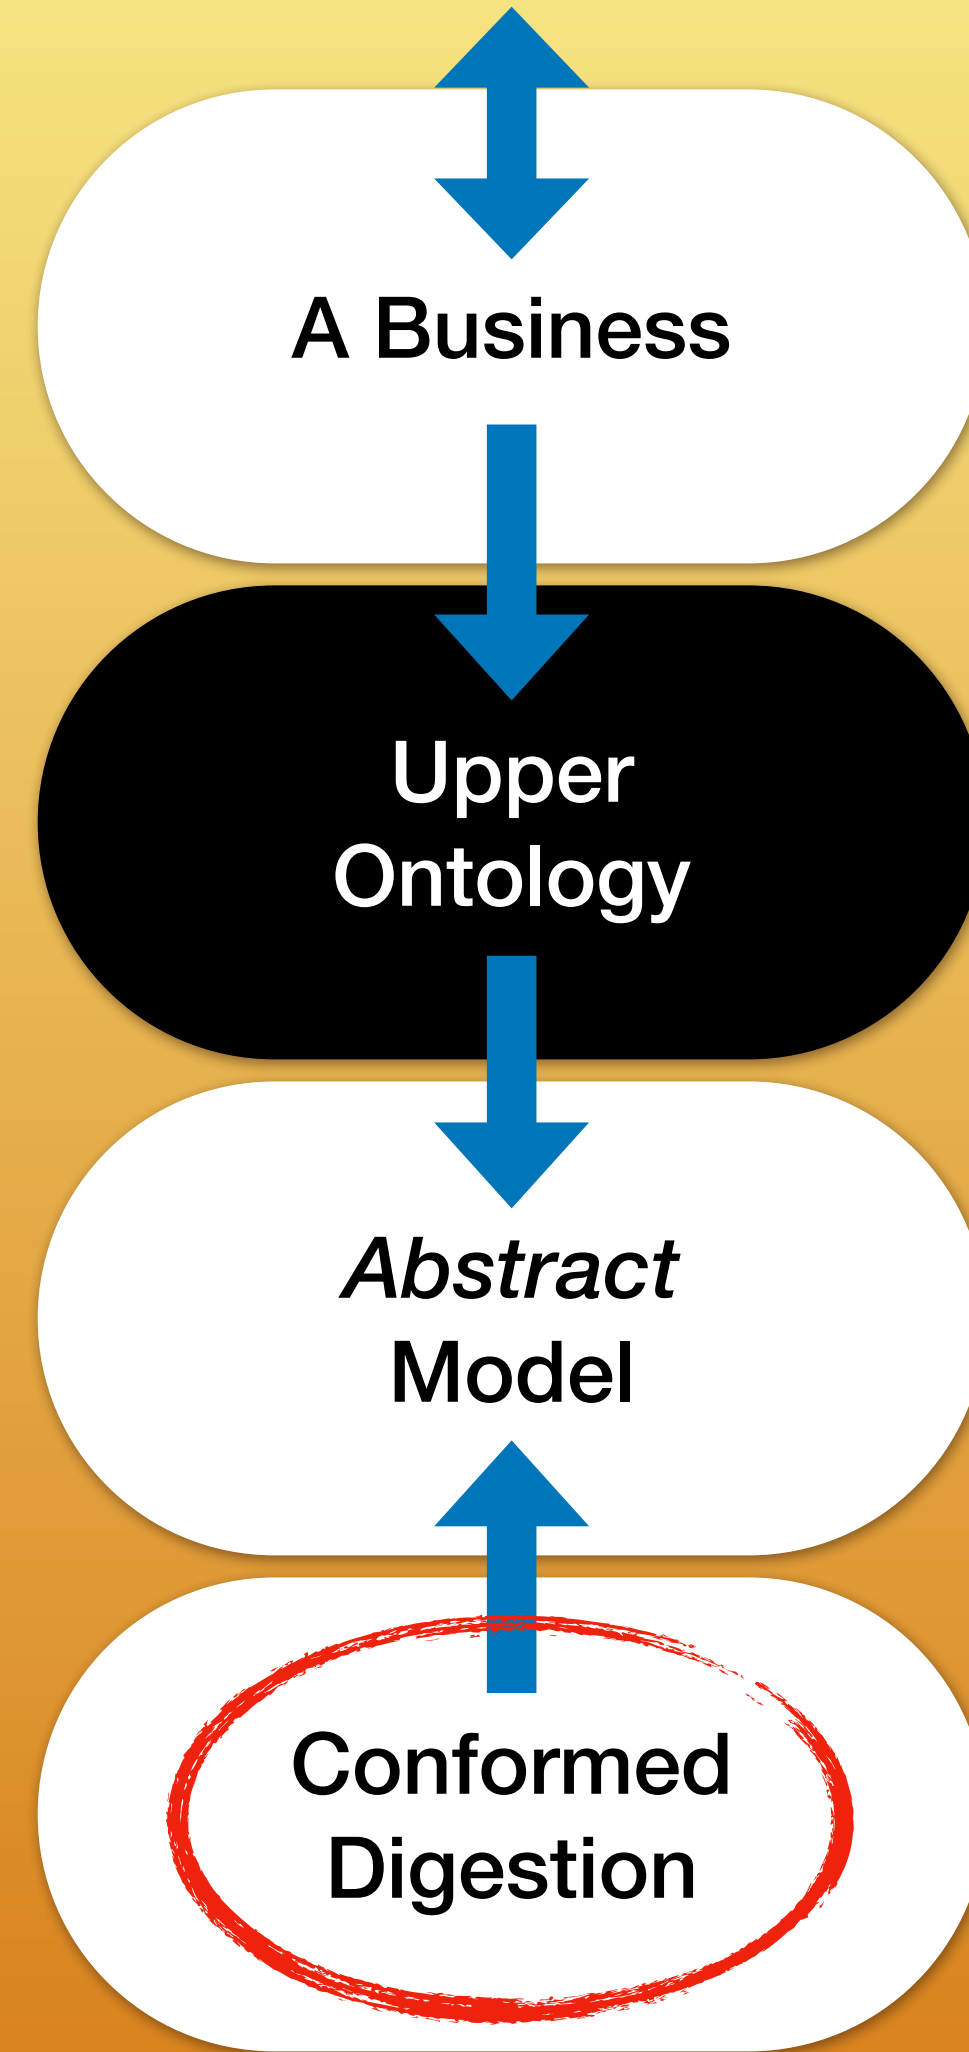 A Business
Upper
Ontology
Abstract
Model
Conformed
Digestion